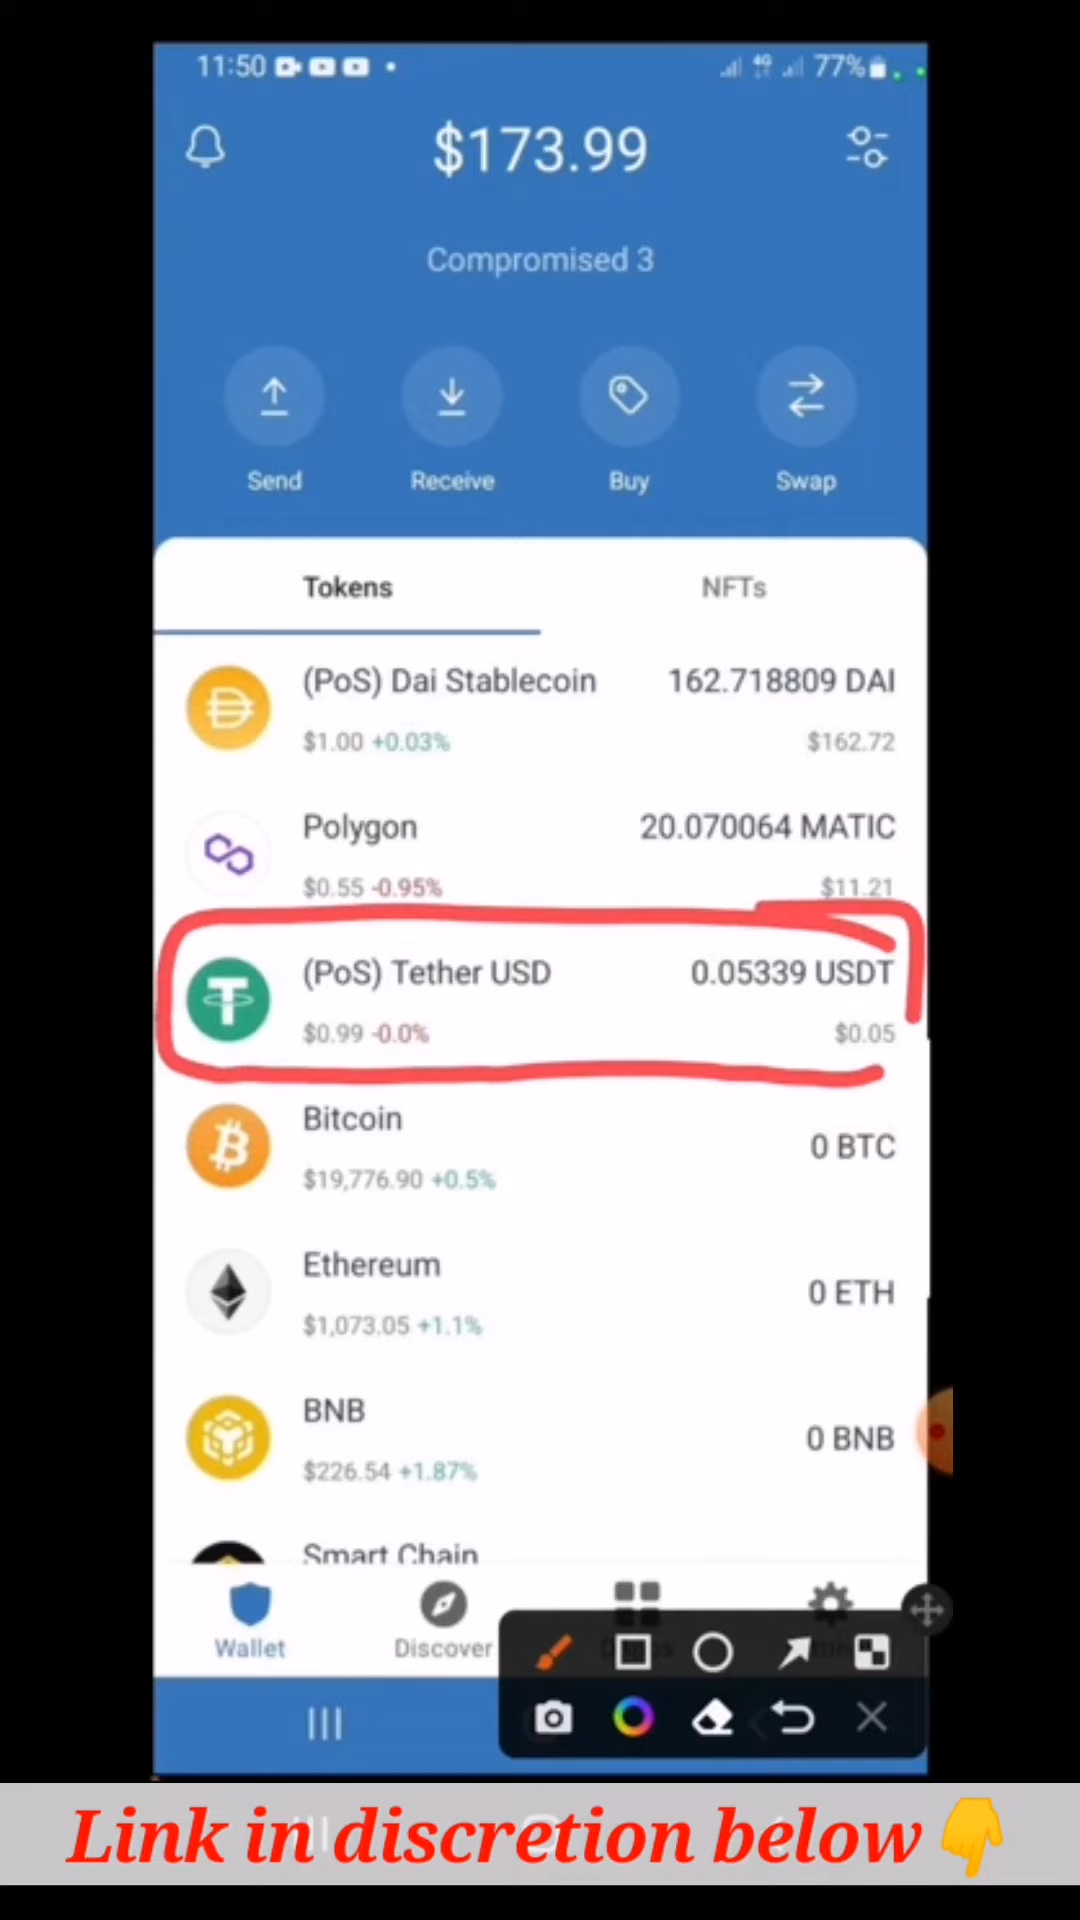 11:50
4G 77%
$173.99
Compromised 3
Send Receive Buy Swap
Tokens NFTs
(PoS) Dai Stablecoin 162.718809 DAI
$1.00 +0.03% $162.72
Polygon 20.070064 MATIC
$0.55 -0.95% $11.21
(PoS) Tether USD 0.05339 USDT
$0.99 -0.0% $0.05
Bitcoin 0 BTC
$19,776.90 +0.5%
Ethereum 0 ETH
$1,073.05 +1.1%
BNB 0 BNB
$226.54 +1.87%
Smart Chain
Wallet Discover
Link in discretion below👇